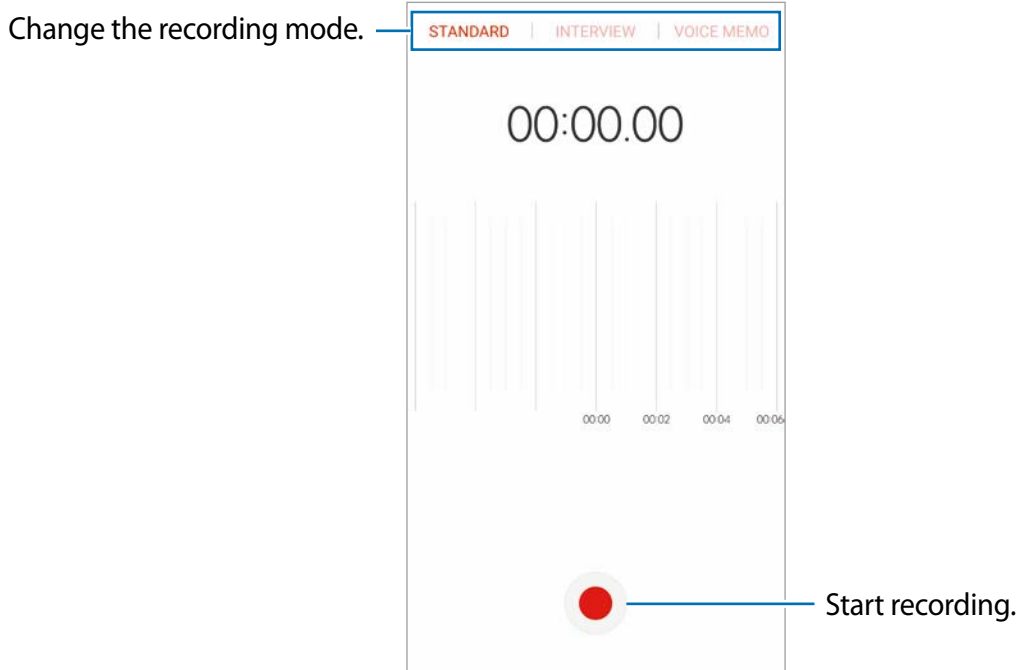 Change the recording mode.
STANDARD | INTERVIEW | VOICE MEMO
00:00.00
00:00 00:02 00:04 00:06
Start recording.